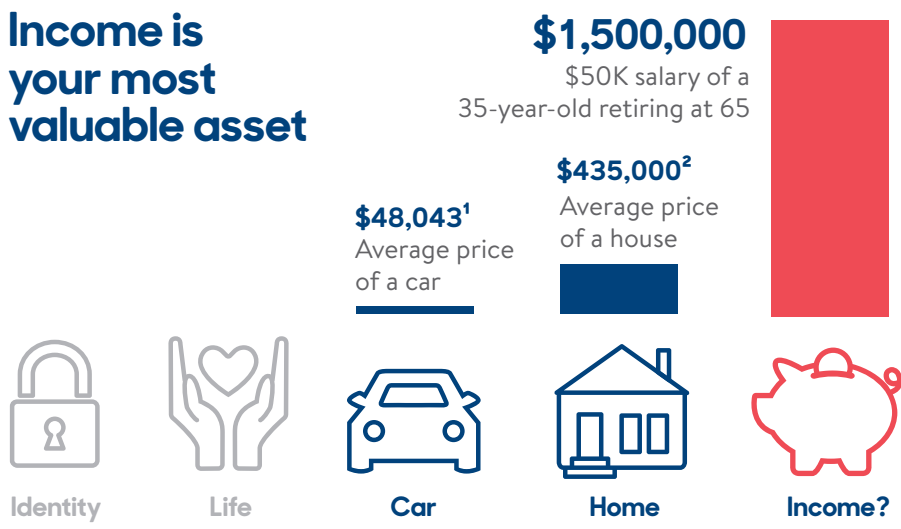 Income is
your most
valuable asset
$1,500,000
$50K salary of a
35-year-old retiring at 65
$435,000²
Average price
of a house
$48,043¹
Average price
of a car
Identity
Life
Car
Home
Income?